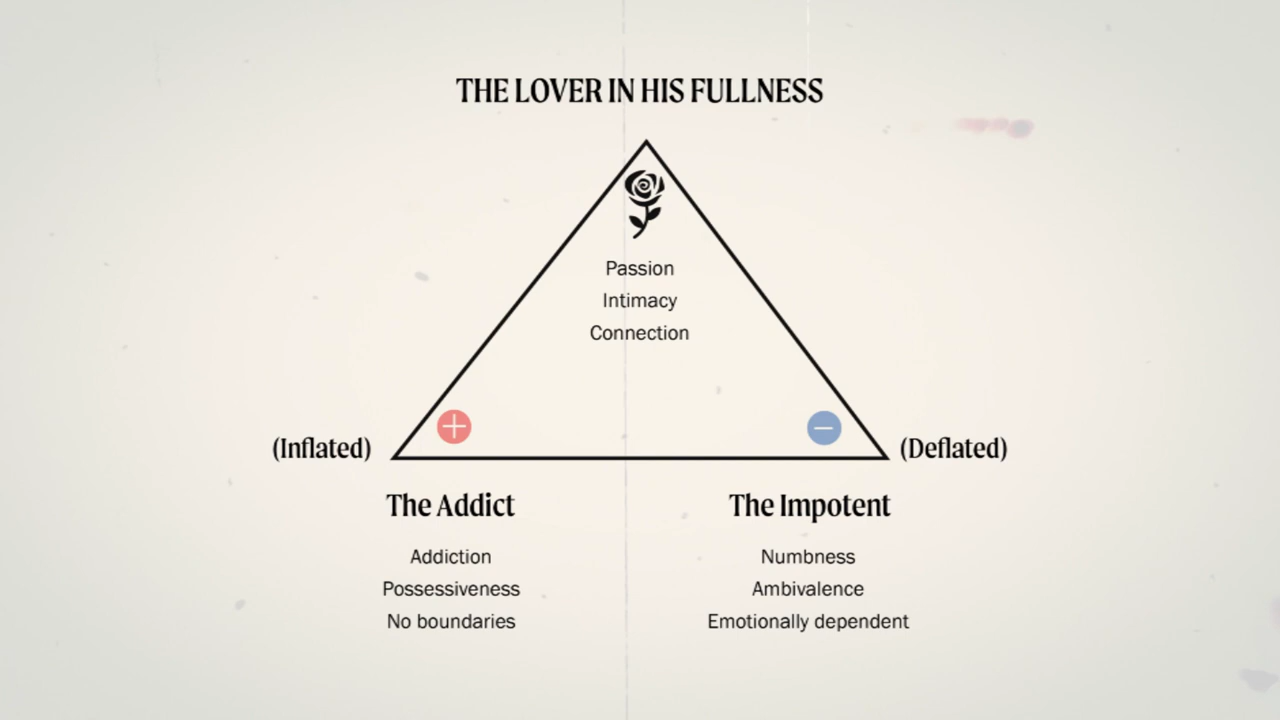 THE LOVER IN HIS FULLNESS
Passion
Intimacy
Connection
(Inflated)
(Deflated)
The Addict
Addiction
Possessiveness
No boundaries
The Impotent
Numbness
Ambivalence
Emotionally dependent